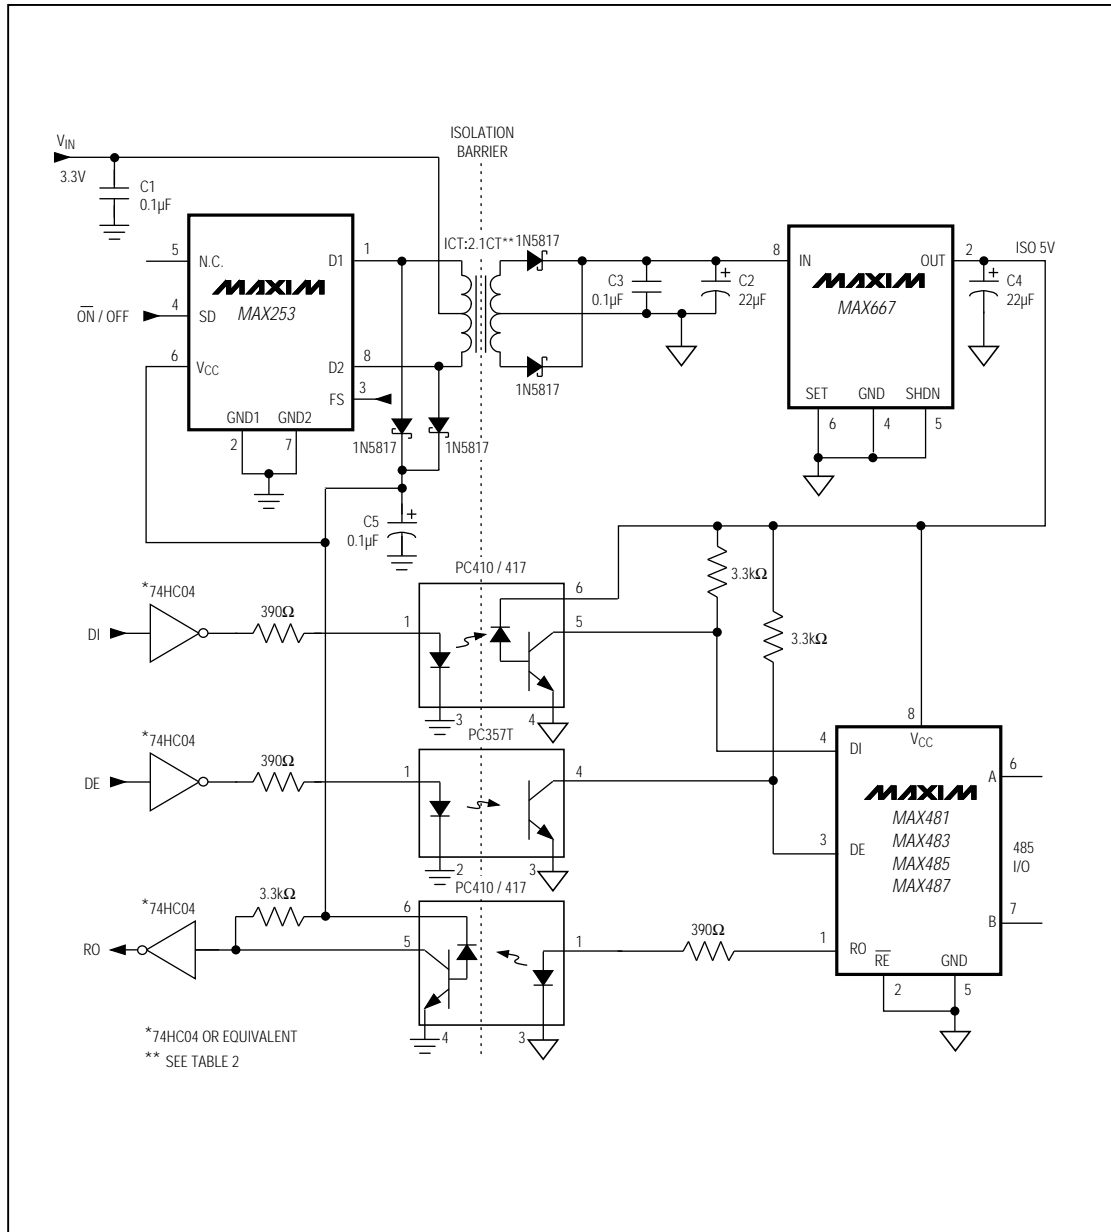 ISOLATION
BARRIER
VIN
3.3V
C1
0.1µF
ICT:2.1CT**
1N5817
5
N.C.
D1
1
MAXIM
MAX253
4
ON / OFF
SD
6
VCC
D2
8
FS
3
GND1
GND2
2
7
1N5817
1N5817
1N5817
C3
0.1µF
+
C2
22µF
8
IN
OUT
2
ISO 5V
MAXIM
MAX667
+
C4
22µF
SET
GND
SHDN
6
4
5
C5
0.1µF
+
PC410 / 417
6
3.3kΩ
*74HC04
390Ω
1
5
DI
3.3kΩ
3
4
PC357T
*74HC04
390Ω
1
4
DE
2
3
8
VCC
4
DI
A
6
MAXIM
MAX481
MAX483
MAX485
MAX487
3
DE
485
I/O
B
7
PC410 / 417
*74HC04
3.3kΩ
6
5
RO
1
390Ω
1
RO
RE
GND
2
5
4
3
*74HC04 OR EQUIVALENT
** SEE TABLE 2